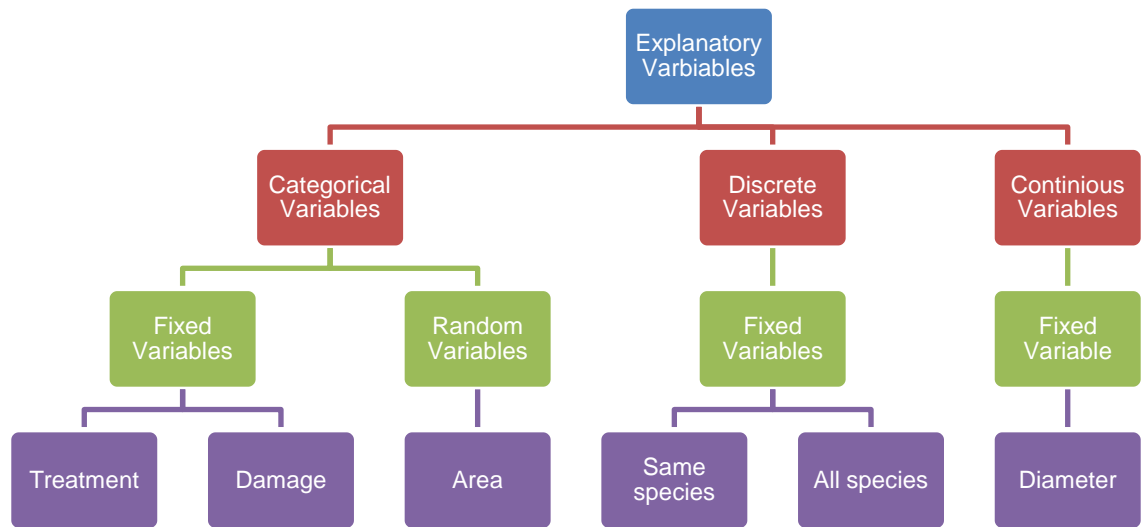 Explanatory
Varbiables
Categorical
Variables
Discrete
Variables
Continious
Variables
Fixed
Variables
Random
Variables
Fixed
Variables
Fixed
Variable
Treatment
Damage
Area
Same
species
All species
Diameter